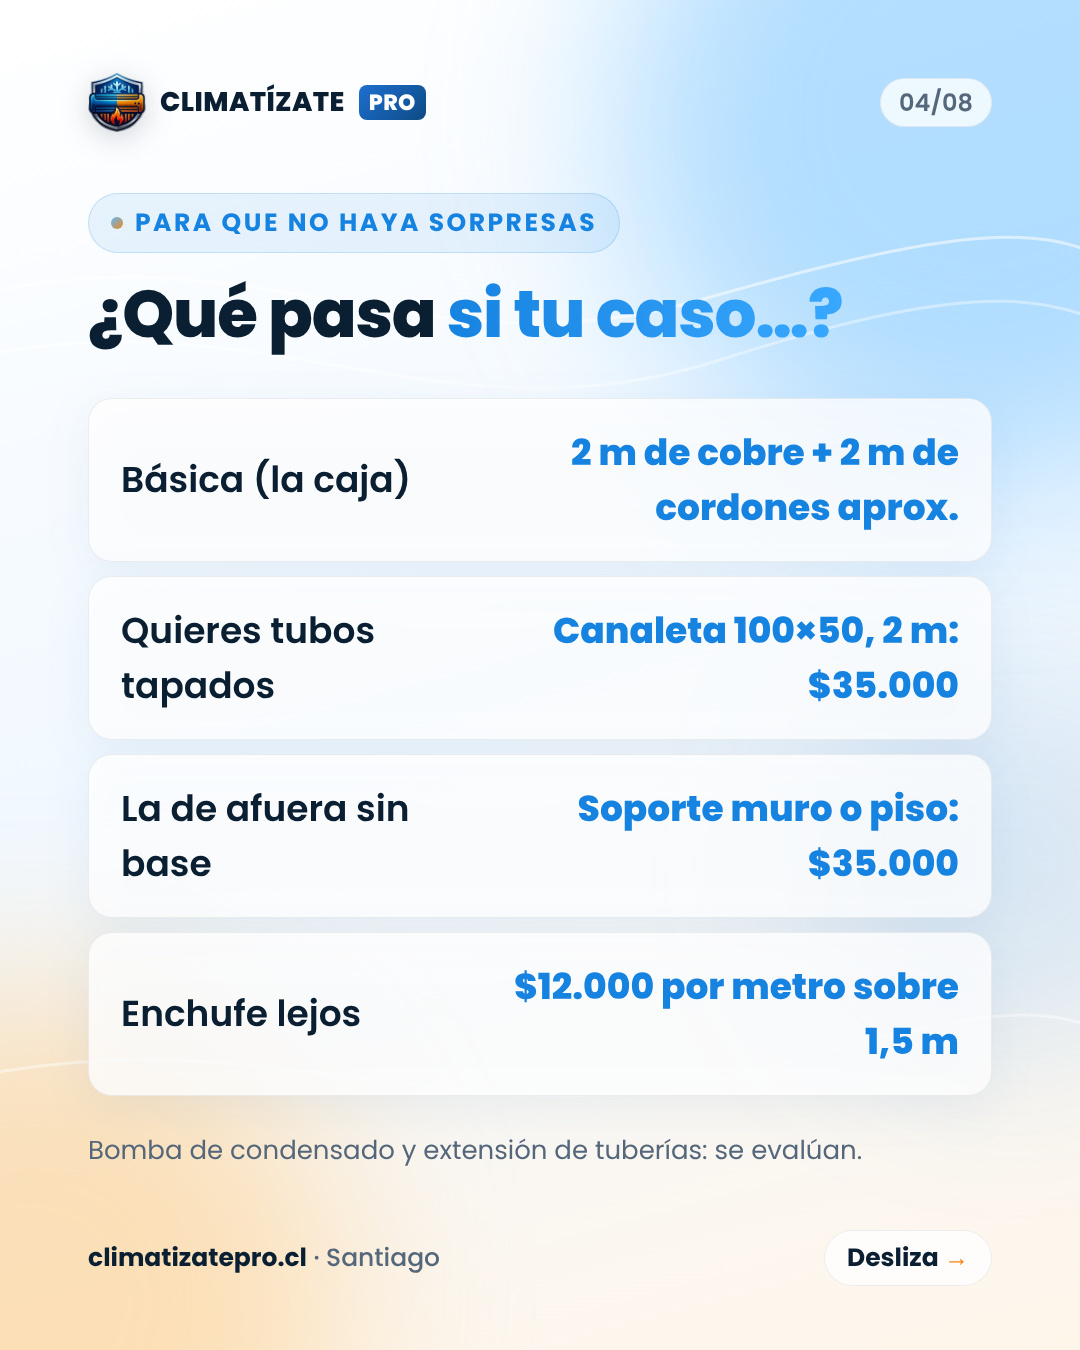 CLIMATÍZATE PRO
04/08
PARA QUE NO HAYA SORPRESAS
¿Qué pasa si tu caso...?
Básica (la caja)
2 m de cobre + 2 m de
cordones aprox.
Quieres tubos
tapados
Canaleta 100×50, 2 m:
$35.000
La de afuera sin
base
Soporte muro o piso:
$35.000
Enchufe lejos
$12.000 por metro sobre
1,5 m
Bomba de condensado y extensión de tuberías: se evalúan.
climatizatepro.cl · Santiago
Desliza →